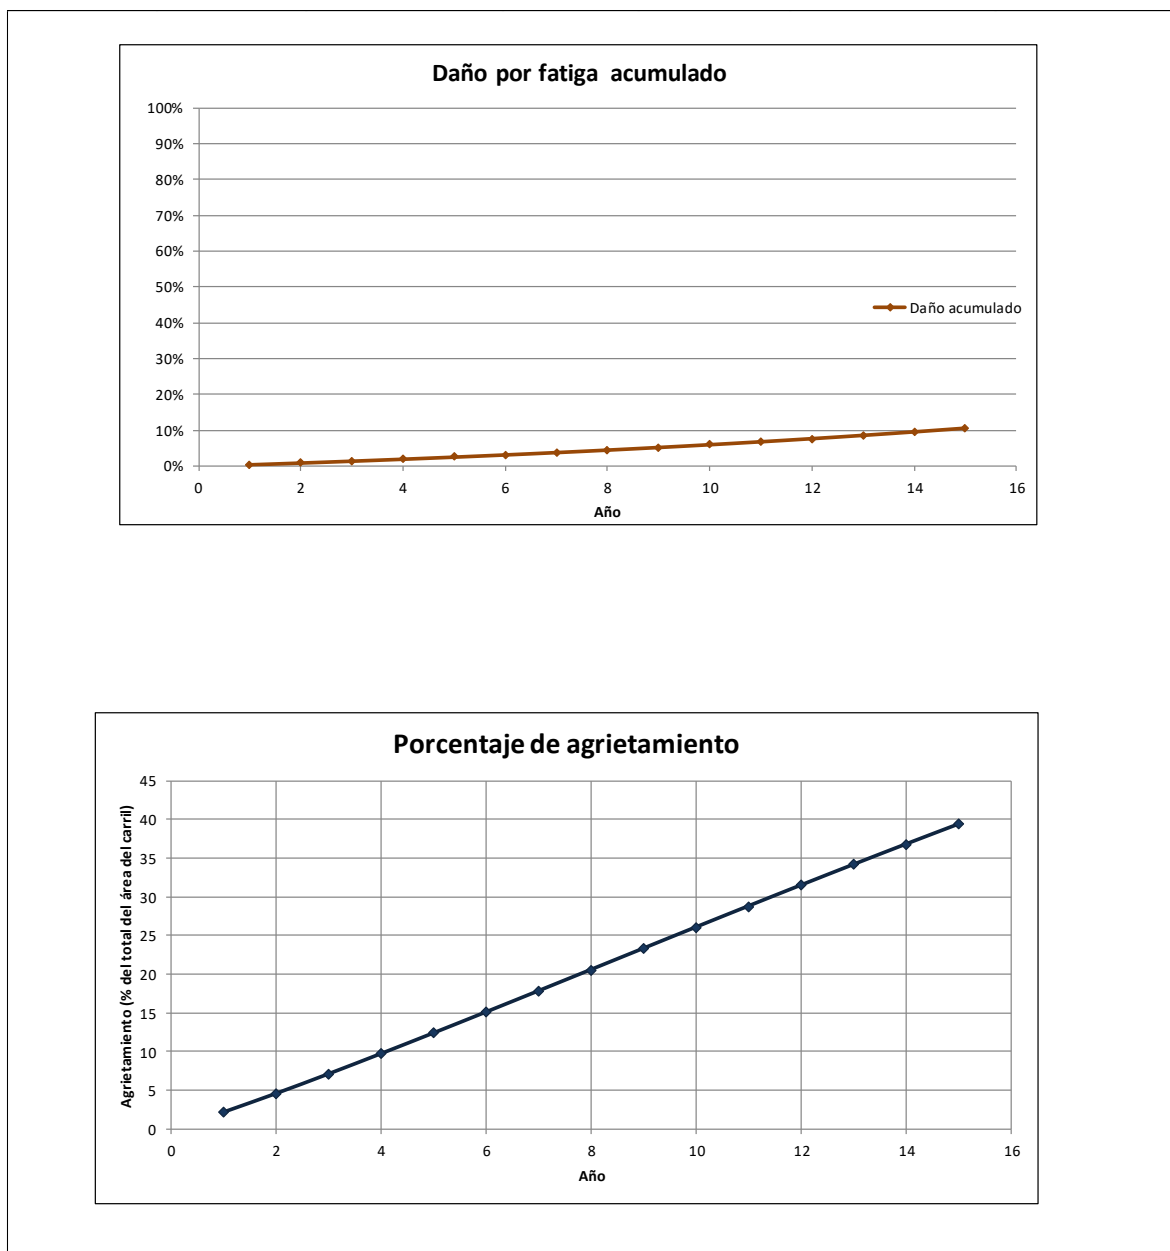 Daño por fatiga acumulado
100%
90%
80%
70%
60%
50%
40%
30%
20%
10%
0%
Daño acumulado
0 2 4 6 8 10 12 14 16
Año
Porcentaje de agrietamiento
Agrietamiento (% del total del área del carril)
45
40
35
30
25
20
15
10
5
0
0 2 4 6 8 10 12 14 16
Año